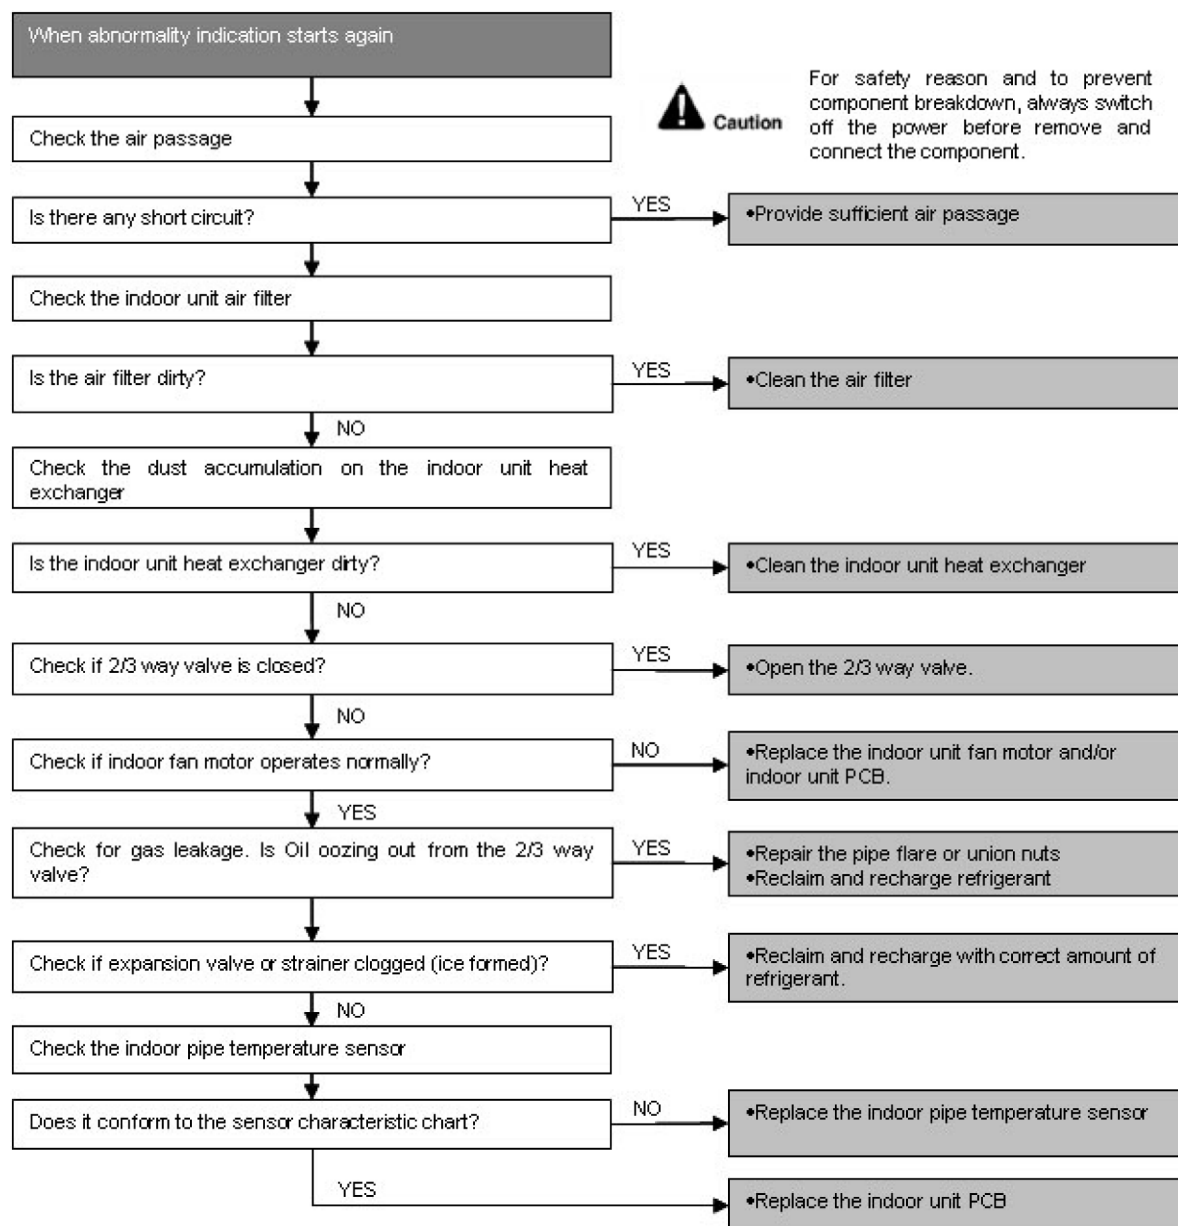 When abnormality indication starts again
For safety reason and to prevent
component breakdown, always switch
off the power before remove and
connect the component.
Caution
Check the air passage
Is there any short circuit?
YES
•Provide sufficient air passage
Check the indoor unit air filter
Is the air filter dirty?
YES
•Clean the air filter
NO
Check the dust accumulation on the indoor unit heat
exchanger
Is the indoor unit heat exchanger dirty?
YES
•Clean the indoor unit heat exchanger
NO
Check if 2/3 way valve is closed?
YES
•Open the 2/3 way valve.
NO
Check if indoor fan motor operates normally?
NO
•Replace the indoor unit fan motor and/or
indoor unit PCB.
YES
Check for gas leakage. Is Oil oozing out from the 2/3 way
valve?
YES
•Repair the pipe flare or union nuts
•Reclaim and recharge refrigerant
Check if expansion valve or strainer clogged (ice formed)?
YES
•Reclaim and recharge with correct amount of
refrigerant.
NO
Check the indoor pipe temperature sensor
Does it conform to the sensor characteristic chart?
NO
•Replace the indoor pipe temperature sensor
YES
•Replace the indoor unit PCB